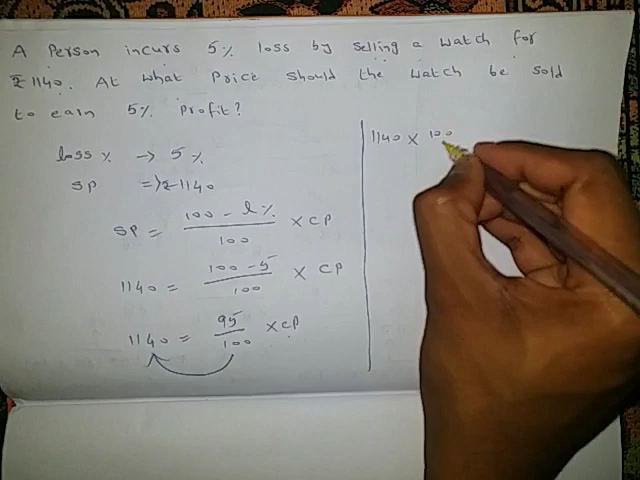 A Person incurs 5% loss by selling a watch for
₹1140. At what Price should the watch be sold
to earn 5% Profit?
loss % → 5%
SP => ₹1140
SP = 100 - l% / 100 × CP
1140 = 100 - 5 / 100 × CP
1140 = 95 / 100 × CP
1140 × 100